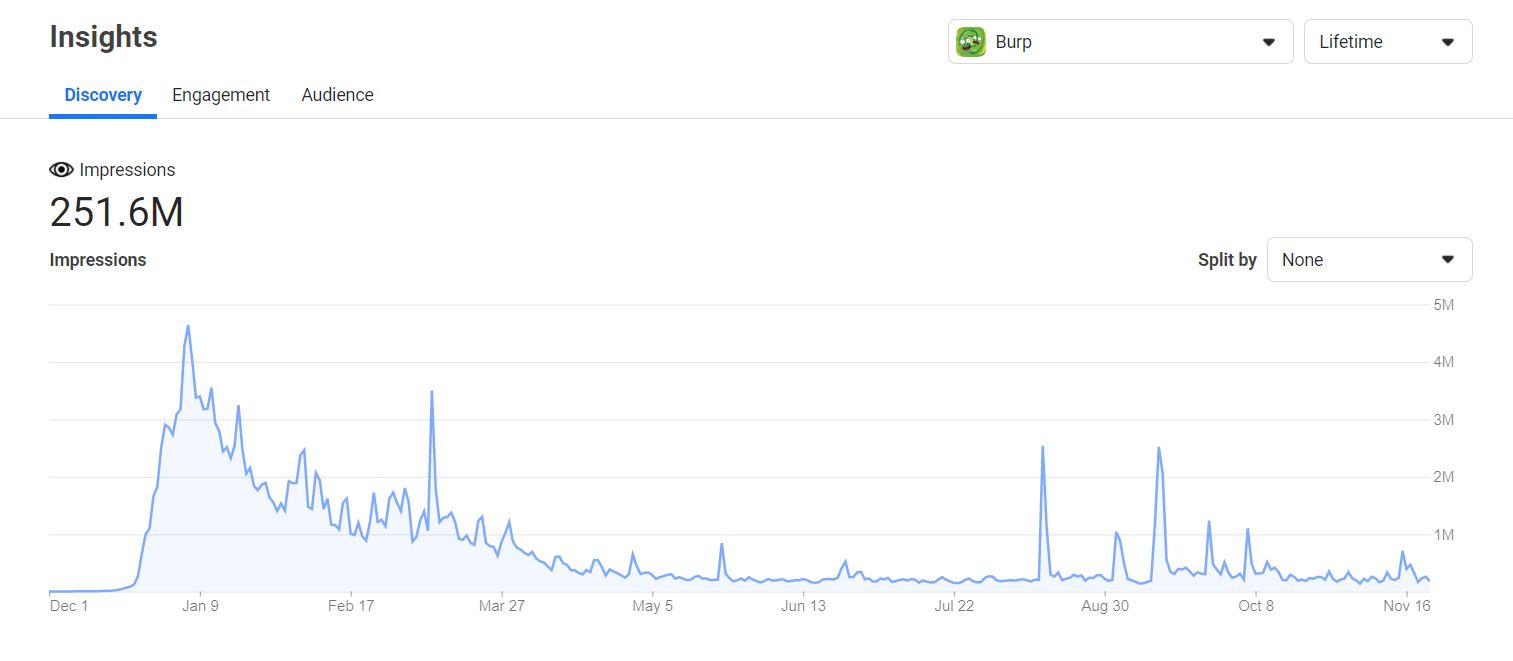 Insights
Burp
Lifetime
Discovery Engagement Audience
Impressions
251.6M
Impressions
Split by None
5M
4M
3M
2M
1M
Dec 1 Jan 9 Feb 17 Mar 27 May 5 Jun 13 Jul 22 Aug 30 Oct 8 Nov 16